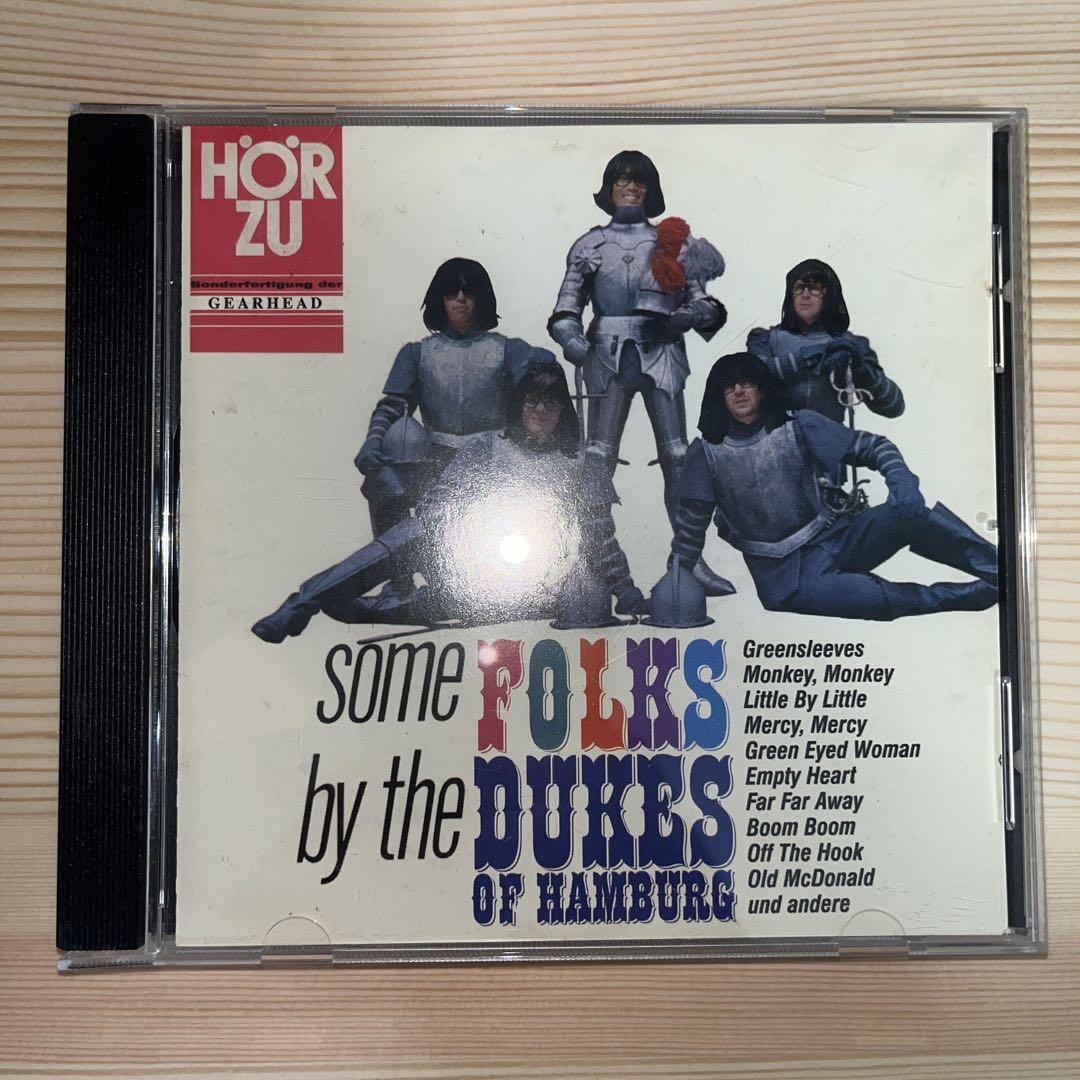 HÖR
ZU
Sonderfertigung der
GEARHEAD
some FOLKS
by the DUKES
OF HAMBURG
Greensleeves
Monkey, Monkey
Little By Little
Mercy, Mercy
Green Eyed Woman
Empty Heart
Far Far Away
Boom Boom
Off The Hook
Old McDonald
und andere